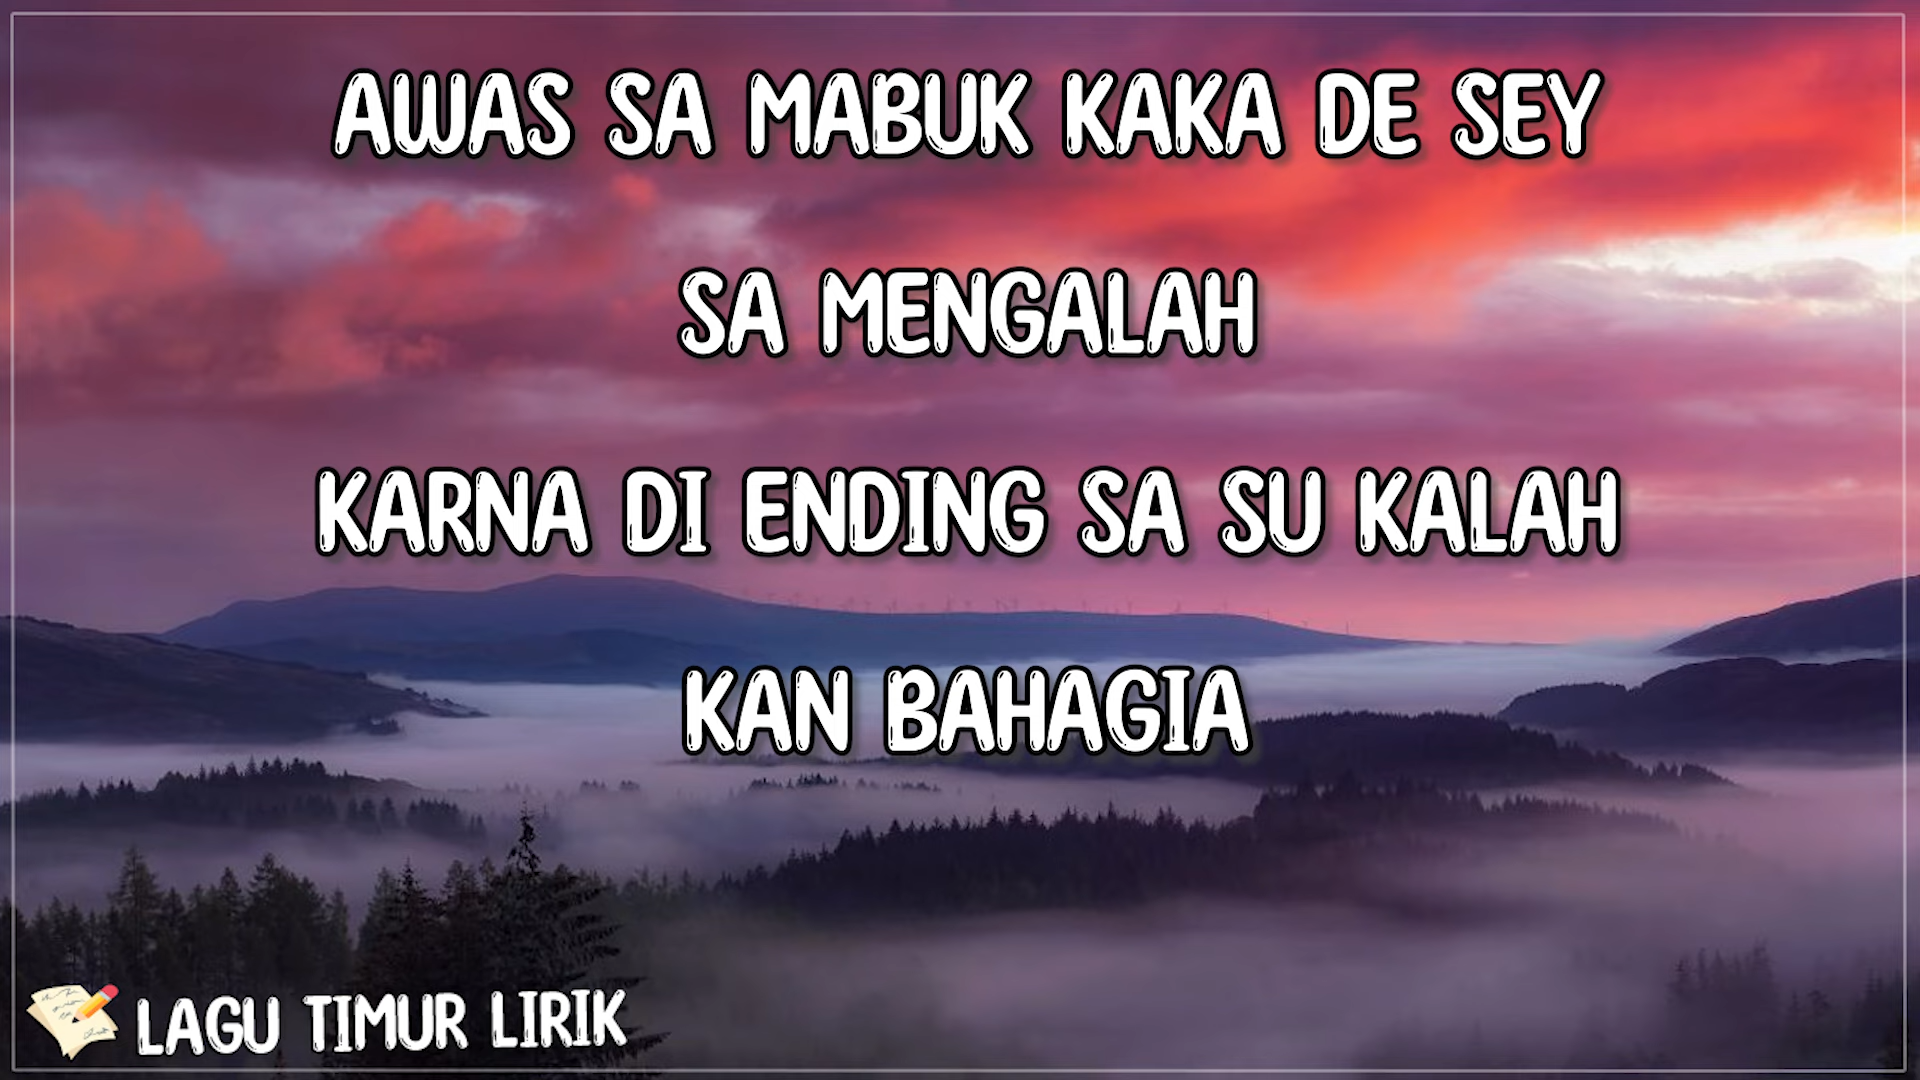 AWAS SA MABUK KAKA DE SEY
SA MENGALAH
KARNA DI ENDING SA SU KALAH
KAN BAHAGIA
LAGU TIMUR LIRIK